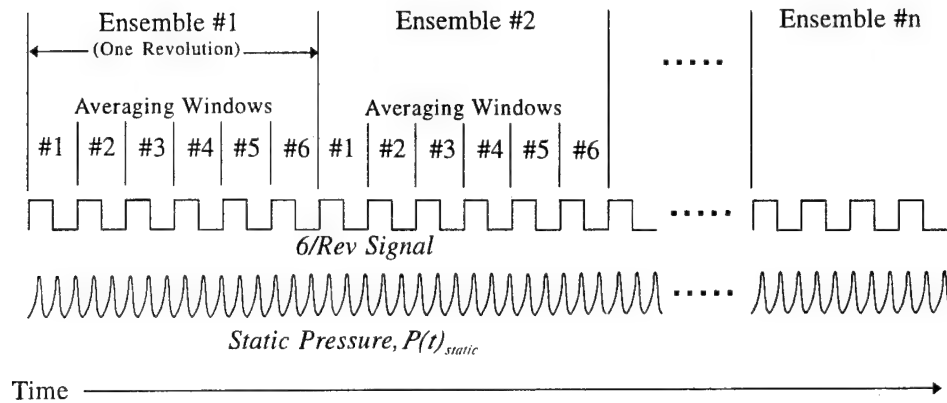 Ensemble #1
(One Revolution)
Ensemble #2
Ensemble #n
.....
Averaging Windows
Averaging Windows
#1 #2 #3 #4 #5 #6 #1 #2 #3 #4 #5 #6
.....
6/Rev Signal
.....
Static Pressure, P(t)static
Time